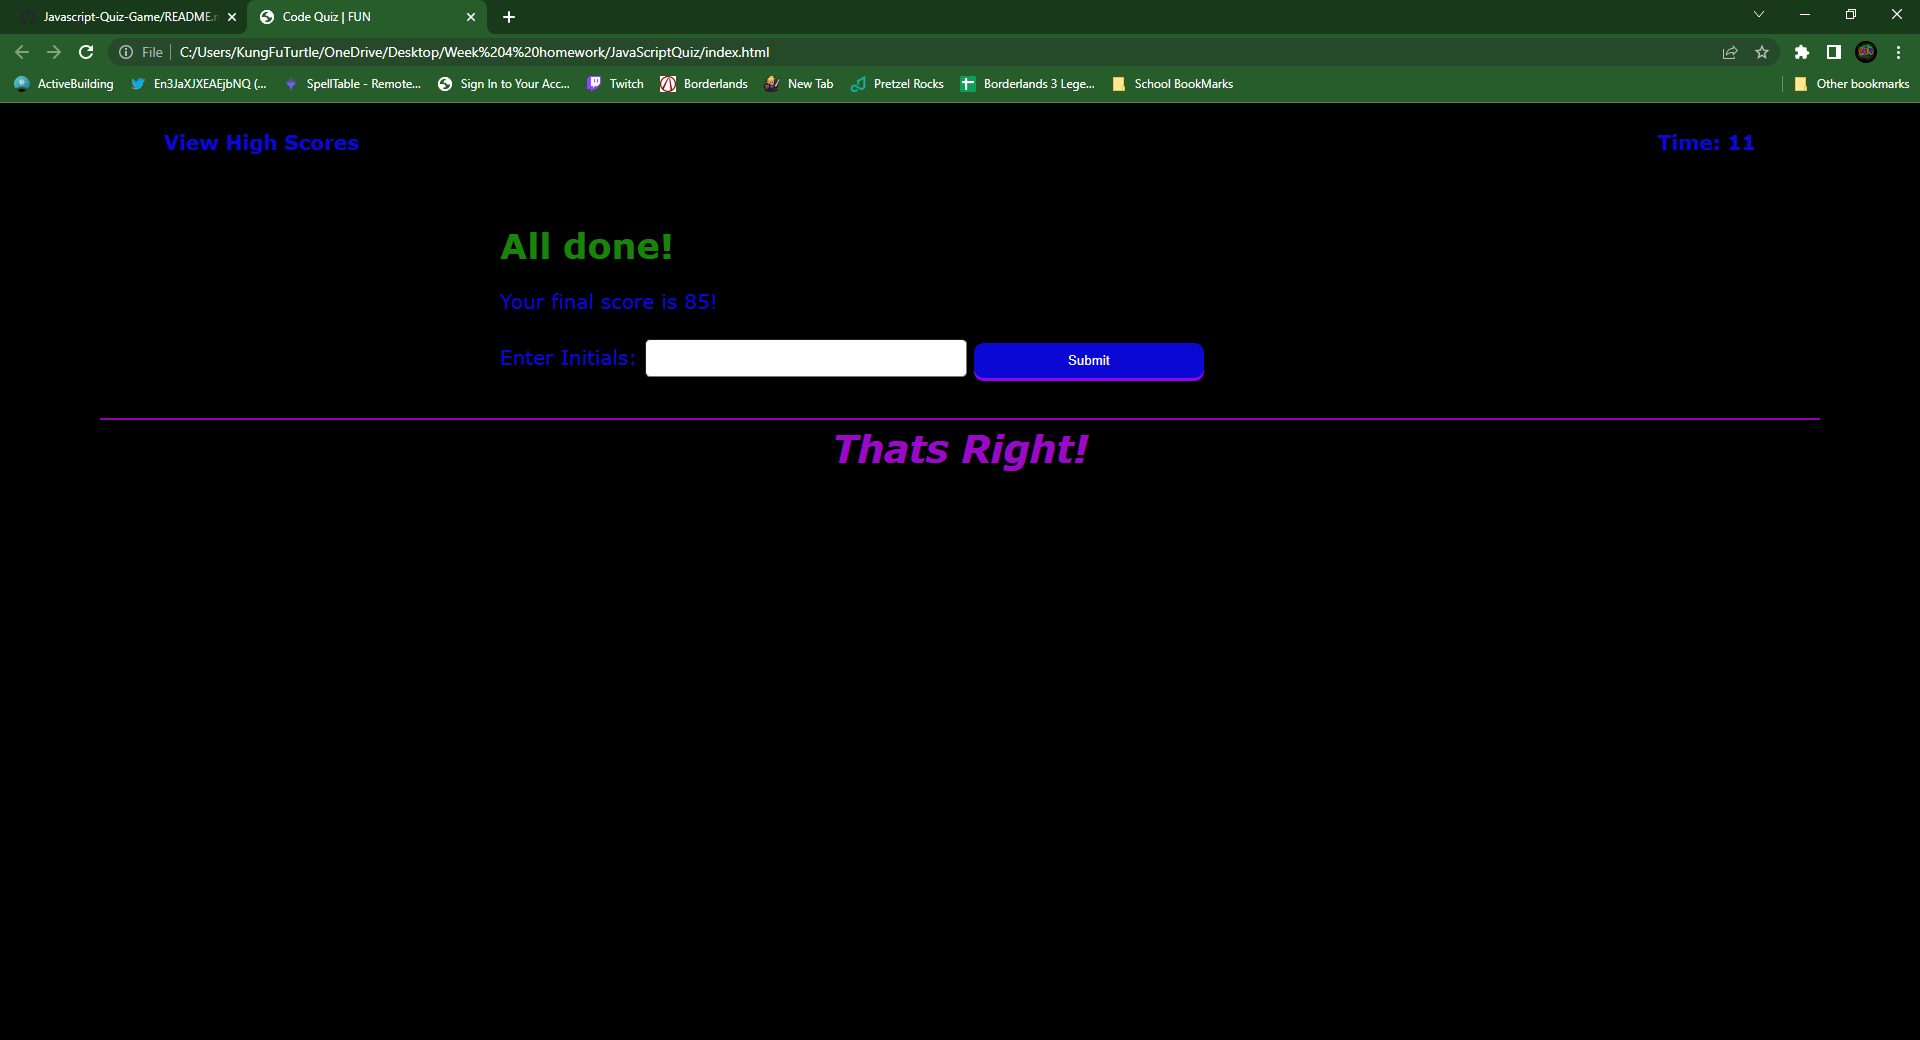 Javascript-Quiz-Game/README.m
Code Quiz | FUN
File
C:/Users/KungFuTurtle/OneDrive/Desktop/Week%204%20homework/JavaScriptQuiz/index.html
ActiveBuilding En3JaXJXEAEjbNQ (... SpellTable - Remote... Sign In to Your Acc... Twitch Borderlands New Tab Pretzel Rocks Borderlands 3 Lege... School BookMarks Other bookmarks
View High Scores
Time: 11
All done!
Your final score is 85!
Enter Initials: Submit
Thats Right!